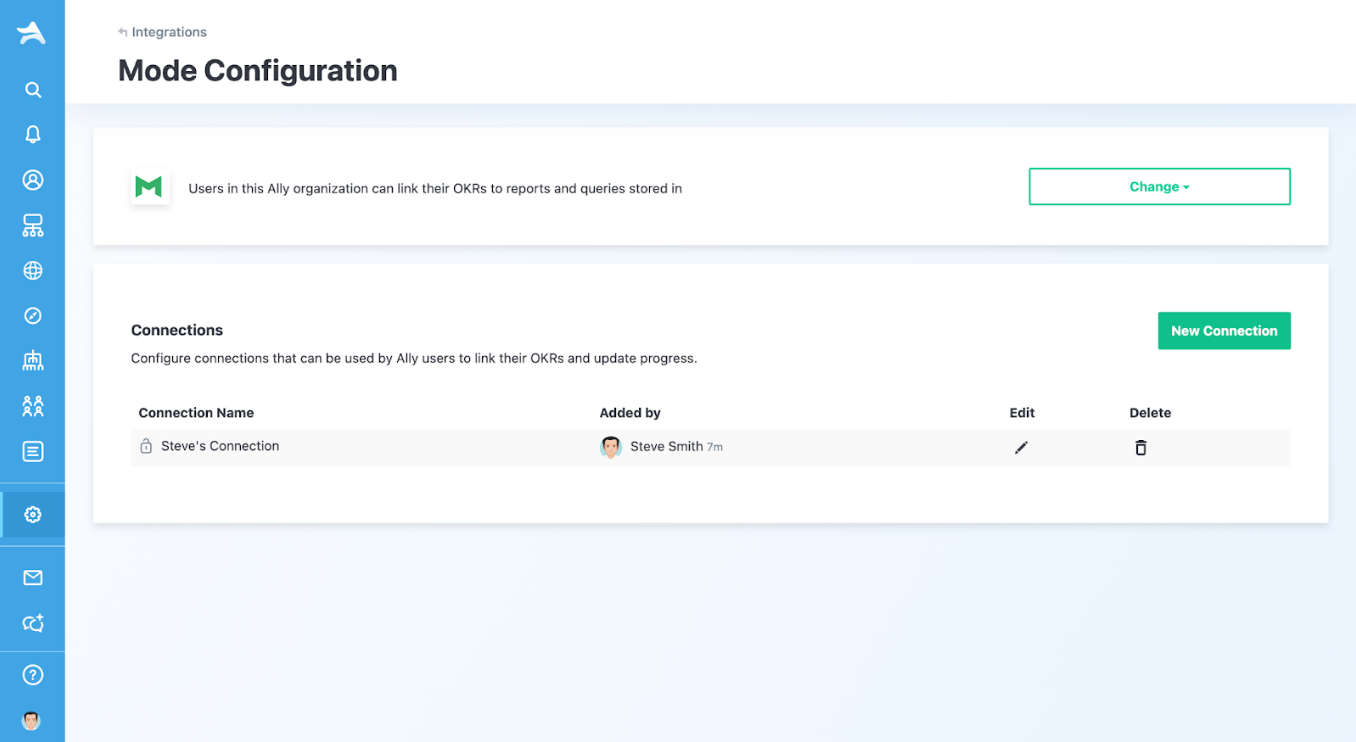 Integrations
Mode Configuration
Users in this Ally organization can link their OKRs to reports and queries stored in
Change
Connections
New Connection
Configure connections that can be used by Ally users to link their OKRs and update progress.
Connection Name Added by Edit Delete
Steve's Connection Steve Smith 7m